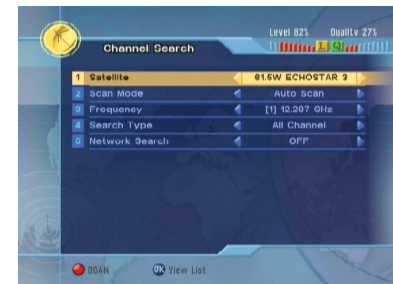 Level 82% Quality 27%
Channel Search
L Q
1 Satellite 61.5W ECHOSTAR 3
2 Scan Mode Auto Scan
3 Frequency [1] 12.207 GHz
4 Search Type All Channel
5 Network Search OFF
SCAN OK View List